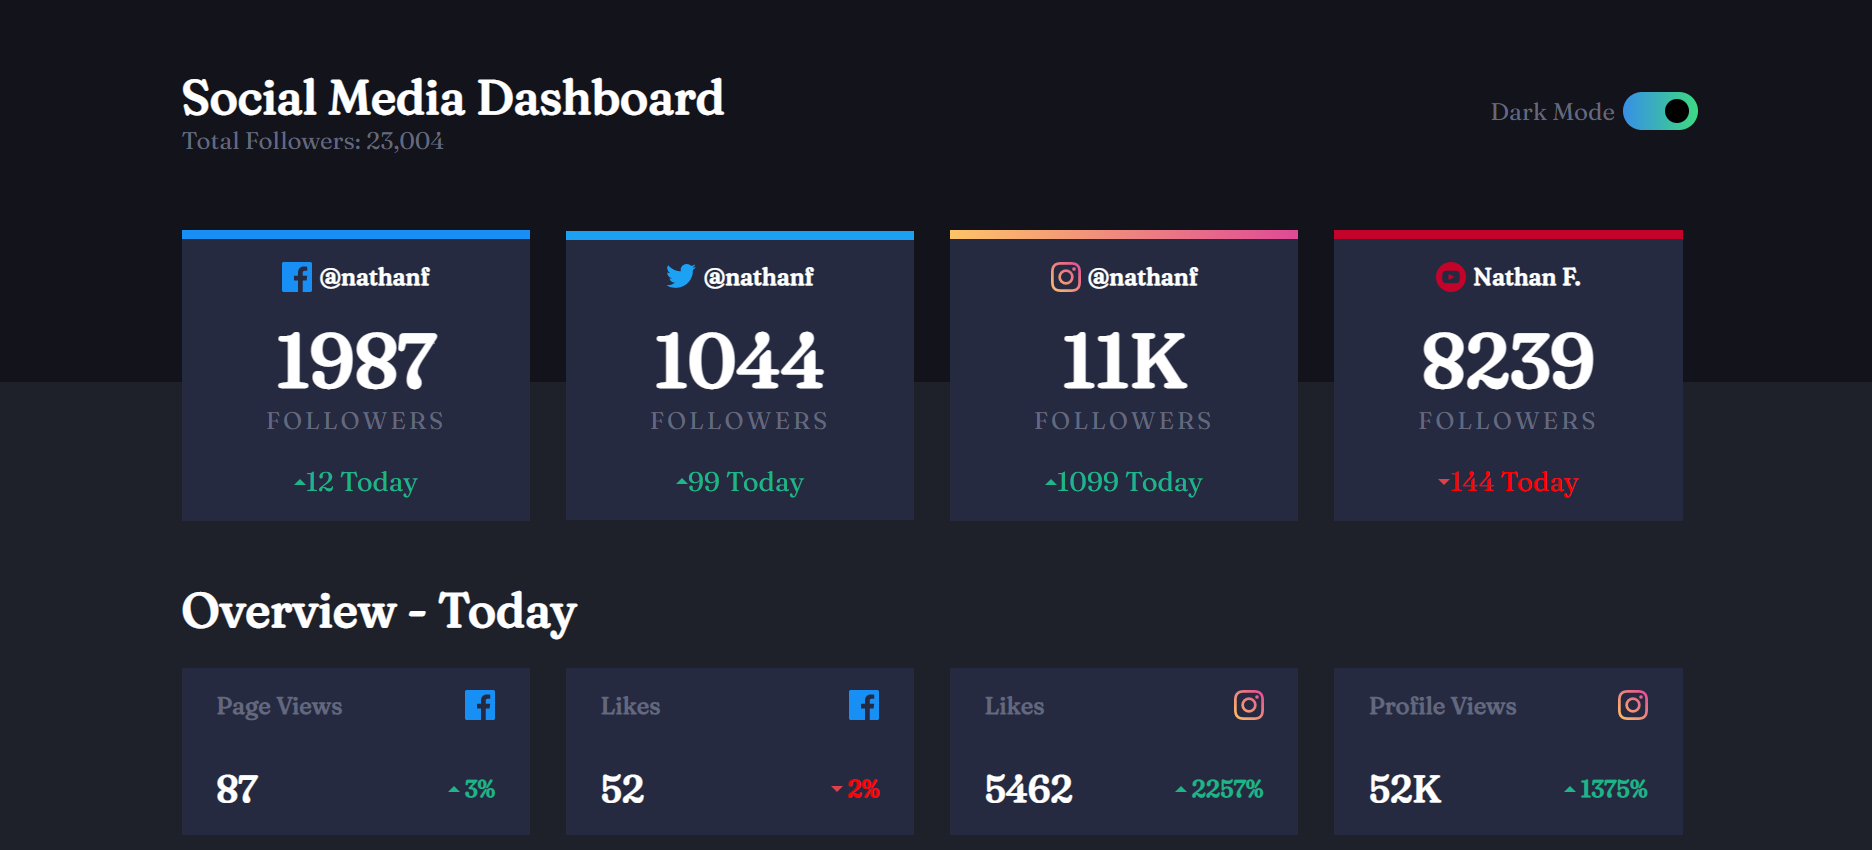 Social Media Dashboard
Total Followers: 23,004
Dark Mode
@nathanf
1987
FOLLOWERS
12 Today
@nathanf
1044
FOLLOWERS
99 Today
@nathanf
11K
FOLLOWERS
1099 Today
Nathan F.
8239
FOLLOWERS
144 Today
Overview - Today
Page Views
87
3%
Likes
52
2%
Likes
5462
2257%
Profile Views
52K
1375%